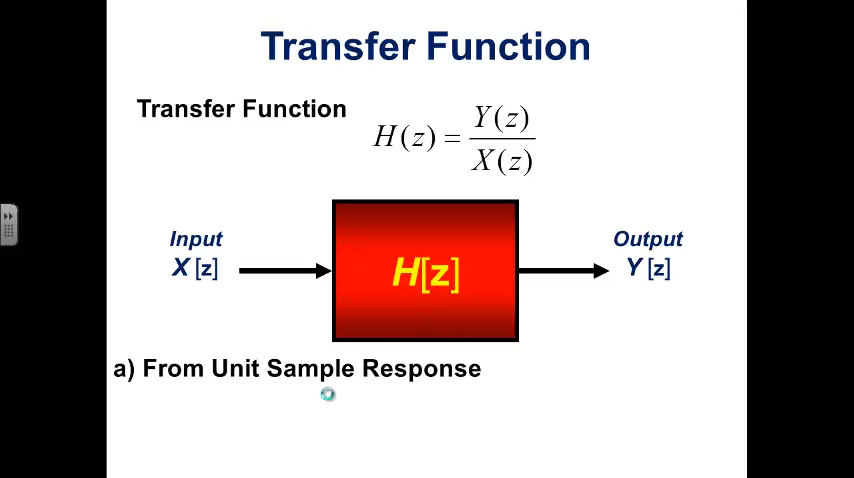 Transfer Function
Transfer Function
H(z) = Y(z) / X(z)
Input
X [z]
H[z]
Output
Y [z]
a) From Unit Sample Response